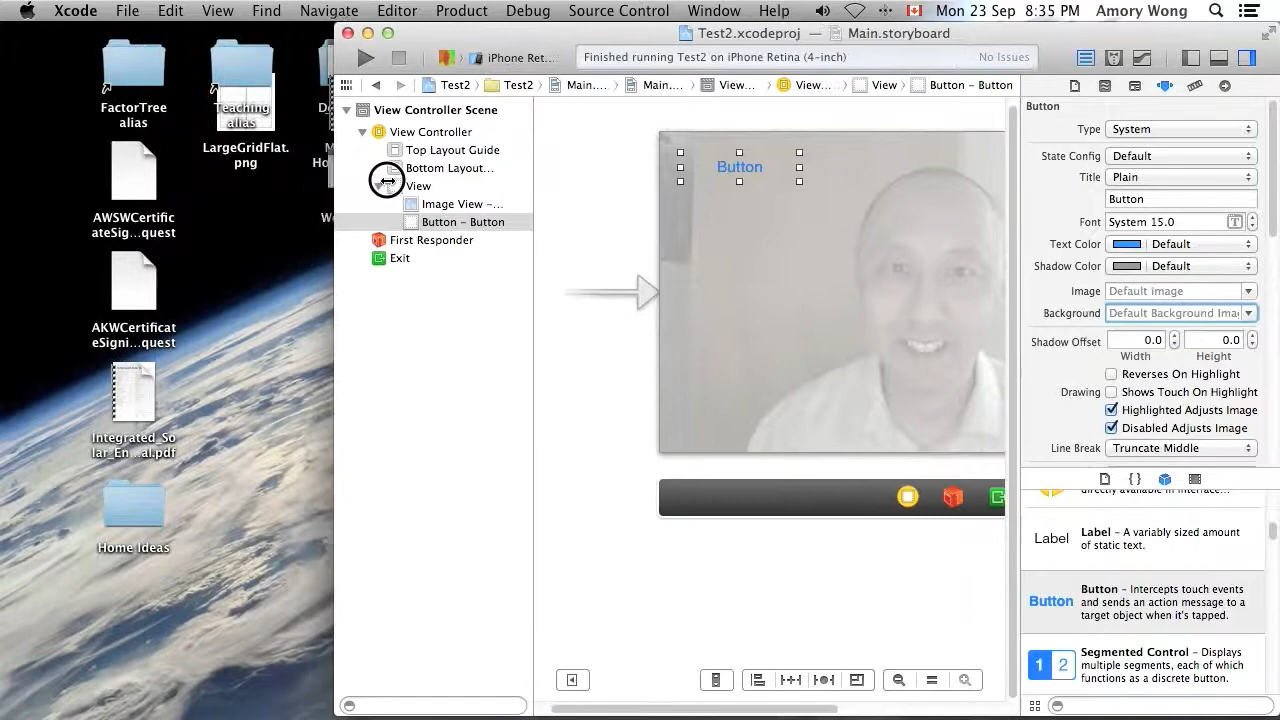 Xcode File Edit View Find Navigate Editor Product Debug Source Control Window Help Mon 23 Sep 8:35 PM Amory Wong
Test2.xcodeproj — Main.storyboard
iPhone Ret... Finished running Test2 on iPhone Retina (4-inch) No Issues
Test2 Test2 Main.... Main.... View... View... View Button - Button
FactorTree
alias
Teaching
alias
LargeGridFlat.
png
AWSWCertific
ateSig...quest
AKWCertificat
eSigni...quest
Integrated_So
lar_En...al.pdf
Home Ideas
View Controller Scene
View Controller
Top Layout Guide
Bottom Layout...
View
Image View -...
Button - Button
First Responder
Exit
Button
Button
Type System
State Config Default
Title Plain
Button
Font System 15.0
Text Color Default
Shadow Color Default
Image Default Image
Background Default Background Imag
Shadow Offset 0.0 0.0
Width Height
Reverses On Highlight
Drawing Shows Touch On Highlight
Highlighted Adjusts Image
Disabled Adjusts Image
Line Break Truncate Middle
directly available in Interface...
Label Label - A variably sized amount
of static text.
Button Button - Intercepts touch events
and sends an action message to a
target object when it's tapped.
1 2 Segmented Control - Displays
multiple segments, each of which
functions as a discrete button.